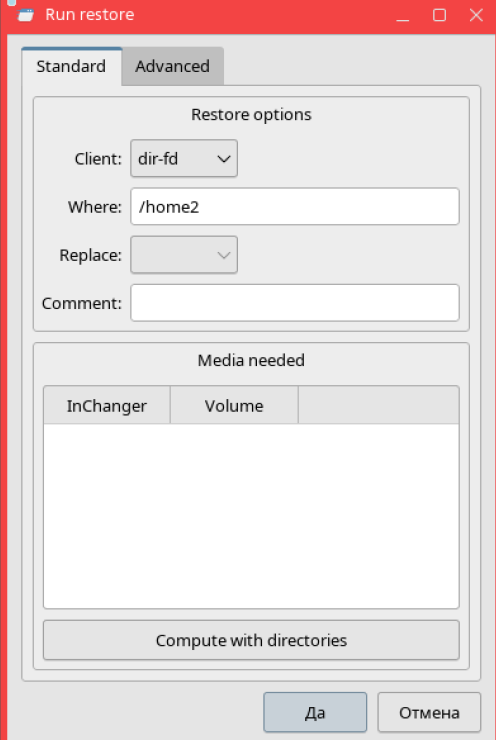 Run restore
Standard Advanced
Restore options
Client: dir-fd
Where: /home2
Replace:
Comment:
Media needed
InChanger Volume
Compute with directories
Да Отмена